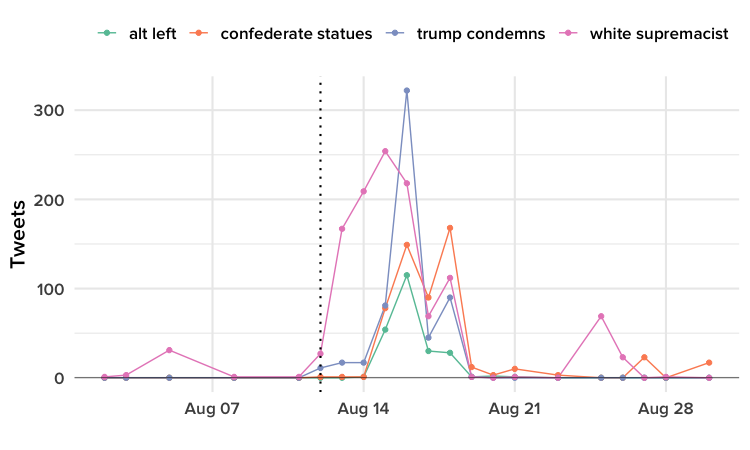 alt left confederate statues trump condemns white supremacist
300
200
100
0
Tweets
Aug 07 Aug 14 Aug 21 Aug 28